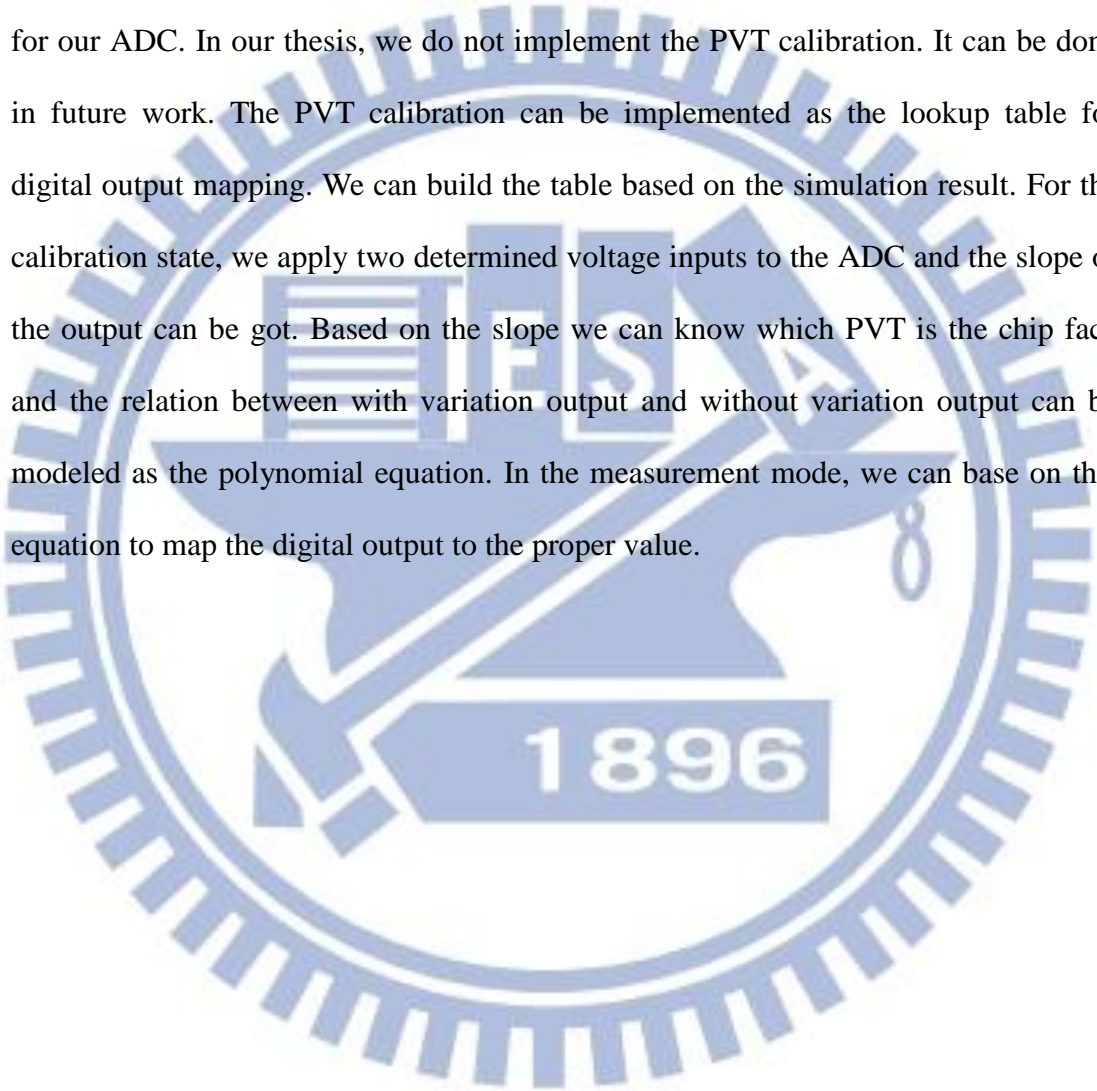 for our ADC. In our thesis, we do not implement the PVT calibration. It can be don
in future work. The PVT calibration can be implemented as the lookup table fo
digital output mapping. We can build the table based on the simulation result. For th
calibration state, we apply two determined voltage inputs to the ADC and the slope o
the output can be got. Based on the slope we can know which PVT is the chip fac
and the relation between with variation output and without variation output can b
modeled as the polynomial equation. In the measurement mode, we can base on th
equation to map the digital output to the proper value.
E S A
1896